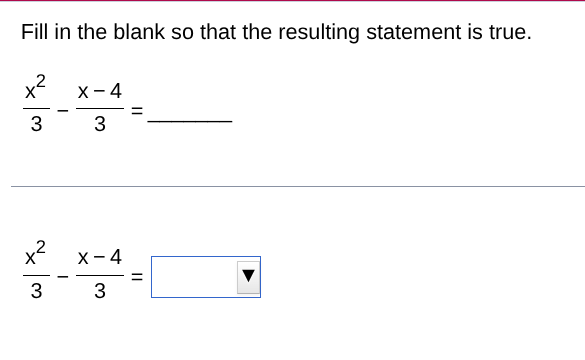 Fill in the blank so that the resulting statement is true.
x²/3 − x − 4/3 = _______
x²/3 − x − 4/3 = ▼